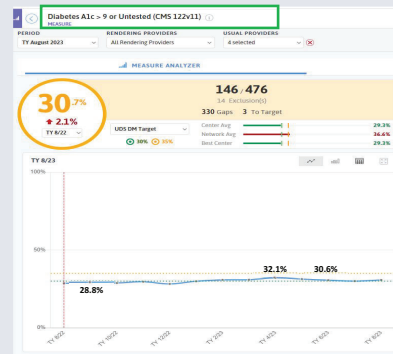 Diabetes A1c > 9 or Untested (CMS 122v11)
MEASURE
PERIOD RENDERING PROVIDERS USUAL PROVIDERS
TY August 2023 All Rendering Providers 4 selected
MEASURE ANALYZER
30.7%
2.1%
TY 8/22
146 / 476
14 Exclusion(s)
330 Gaps 3 To Target
UDS DM Target
30% 35%
Center Avg 29.3%
Network Avg 36.6%
Best Center 29.3%
TY 8/23
100%
50%
0%
28.8%
32.1% 30.6%
TY 8/22 TY 10/22 TY 12/22 TY 2/23 TY 4/23 TY 6/23 TY 8/23